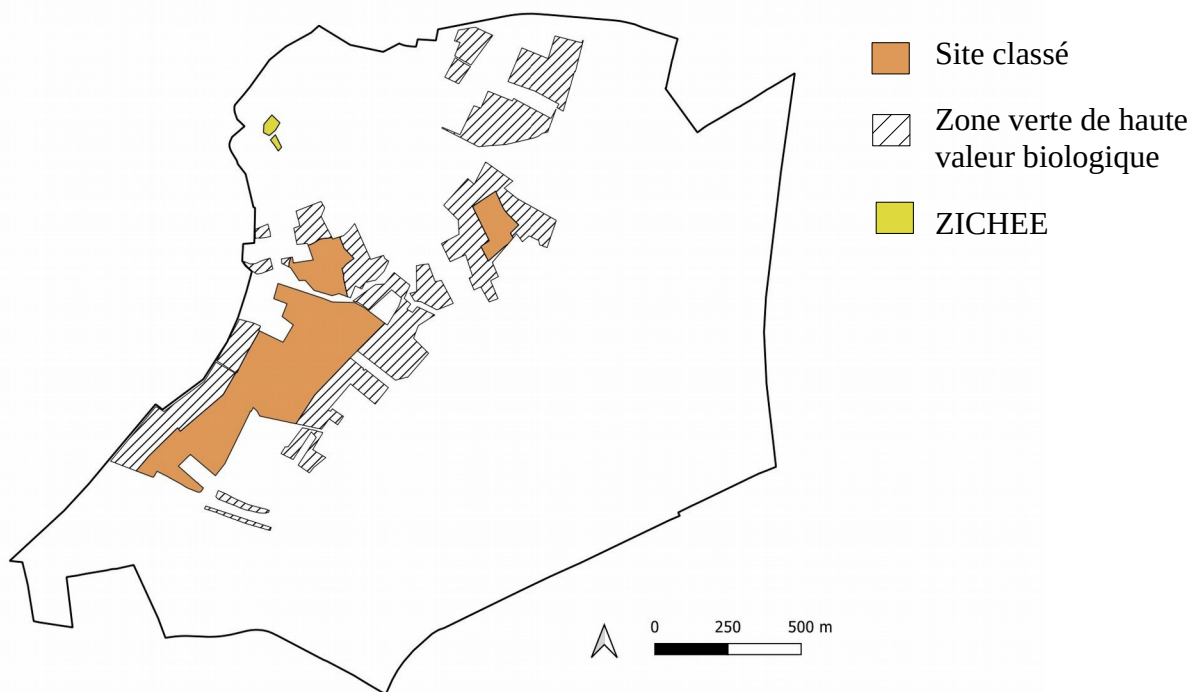 Site classé
Zone verte de haute
valeur biologique
ZICHEE
0 250 500 m